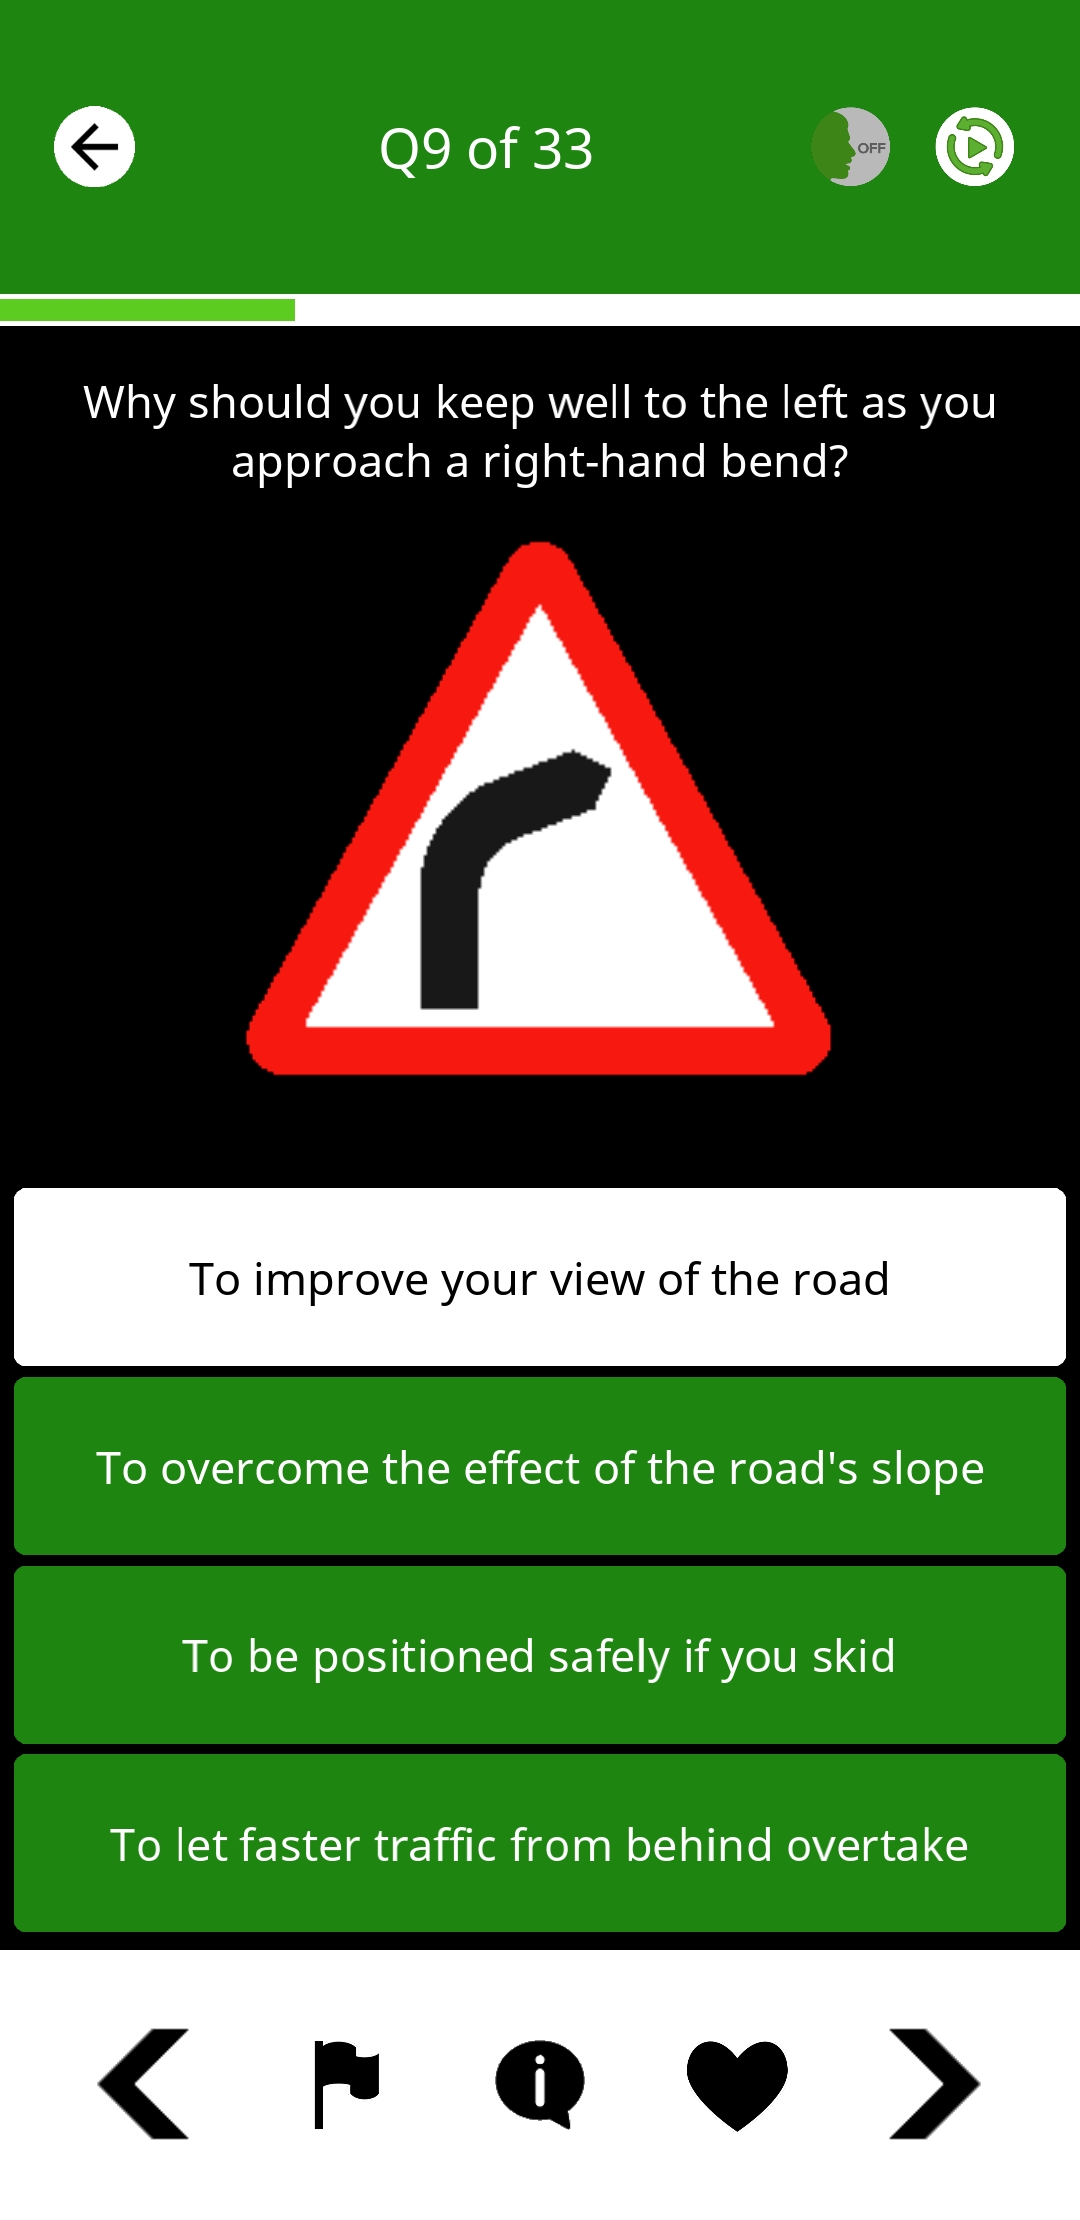 Q9 of 33
OFF
Why should you keep well to the left as you
approach a right-hand bend?
To improve your view of the road
To overcome the effect of the road's slope
To be positioned safely if you skid
To let faster traffic from behind overtake